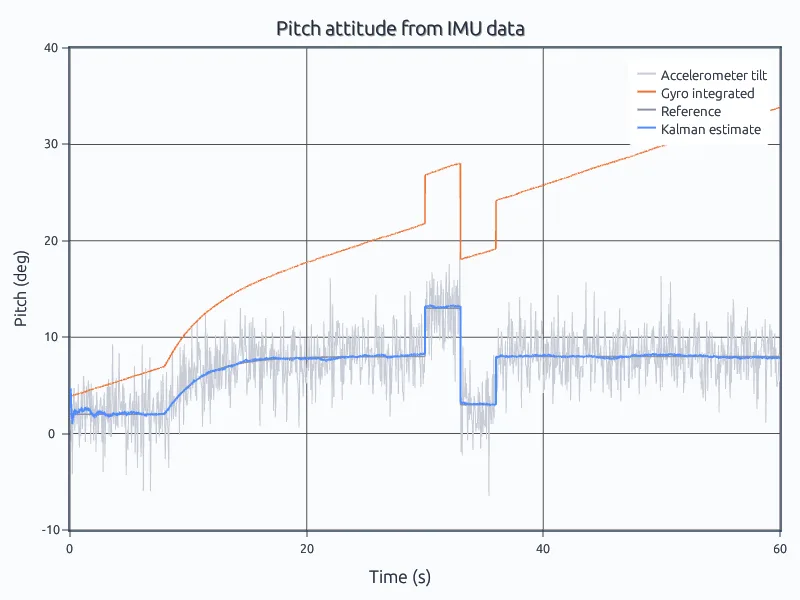 Pitch attitude from IMU data
Accelerometer tilt
Gyro integrated
Reference
Kalman estimate
40
30
20
10
0
-10
Pitch (deg)
0
20
40
60
Time (s)